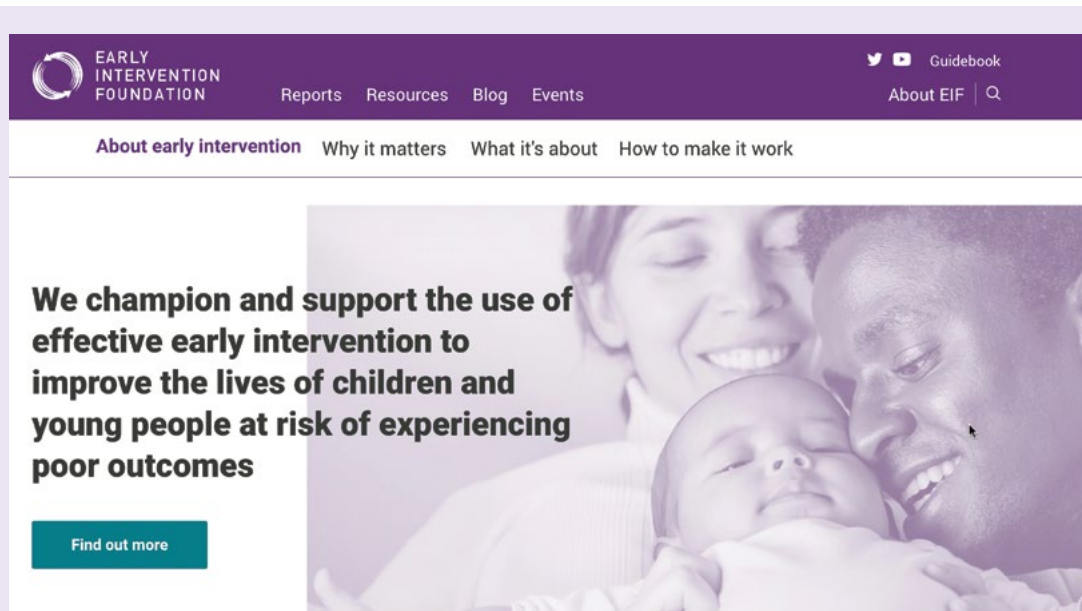 EARLY
INTERVENTION
FOUNDATION
Reports Resources Blog Events
Guidebook
About EIF
About early intervention Why it matters What it's about How to make it work
We champion and support the use of
effective early intervention to
improve the lives of children and
young people at risk of experiencing
poor outcomes
Find out more